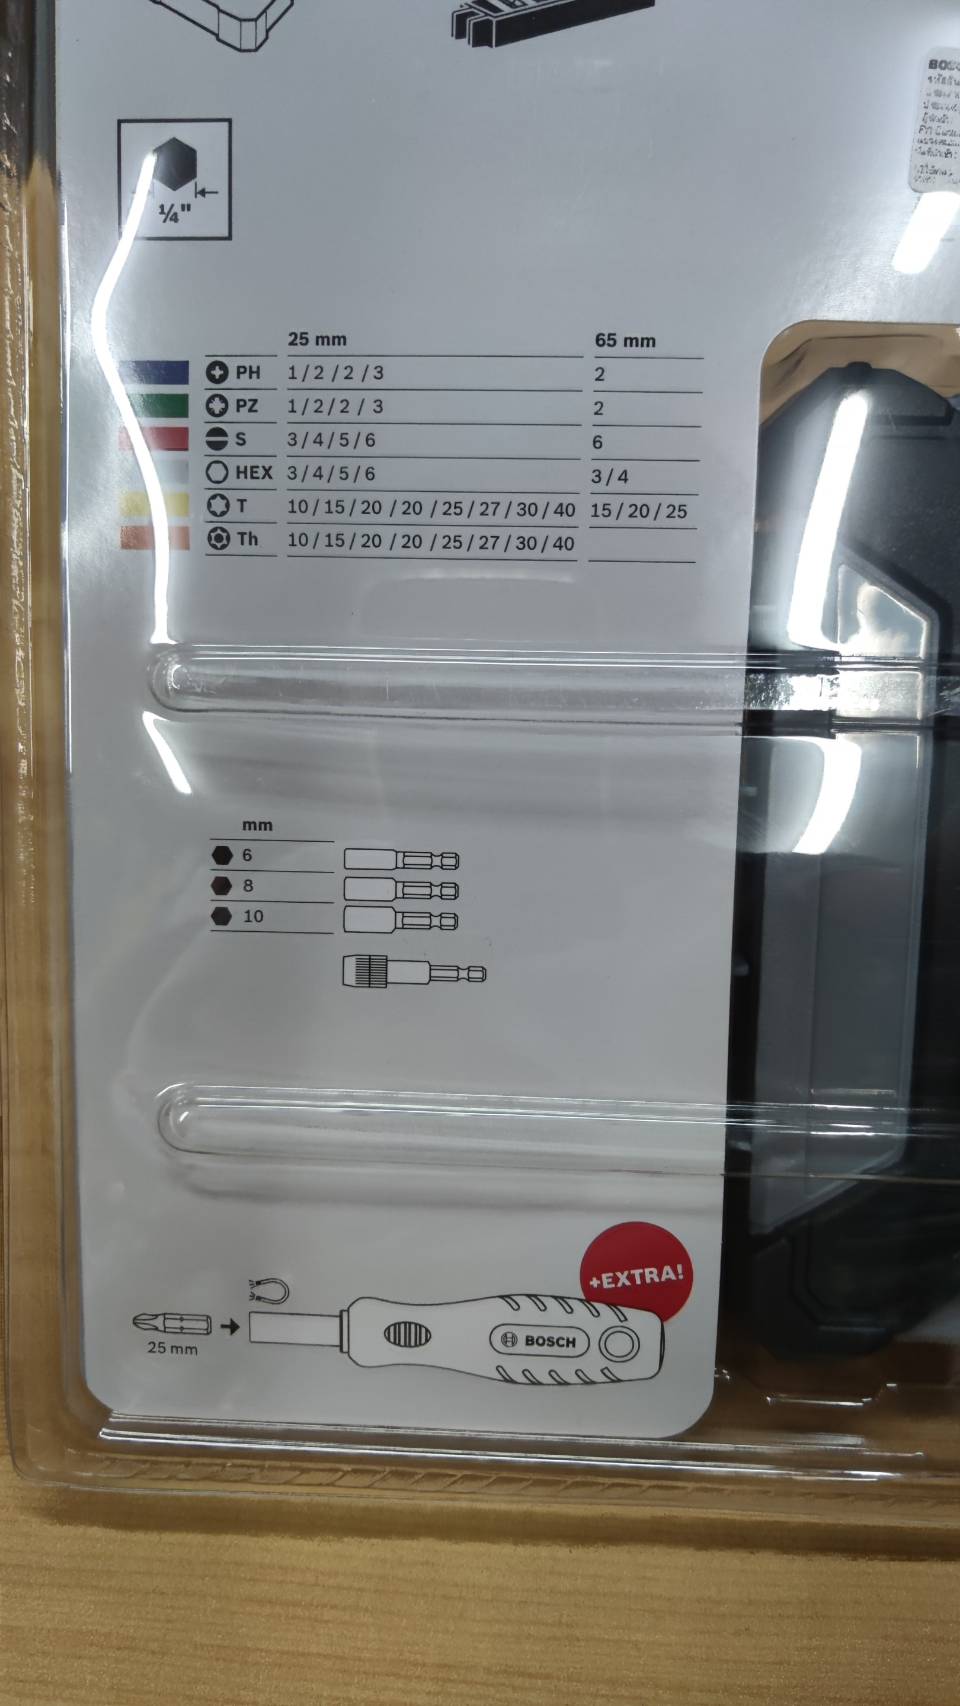 ¼"
25 mm 65 mm
PH 1 / 2 / 2 / 3 2
PZ 1 / 2 / 2 / 3 2
S 3 / 4 / 5 / 6 6
HEX 3 / 4 / 5 / 6 3 / 4
T 10 / 15 / 20 / 20 / 25 / 27 / 30 / 40 15 / 20 / 25
Th 10 / 15 / 20 / 20 / 25 / 27 / 30 / 40
mm
6
8
10
+EXTRA!
BOSCH
25 mm